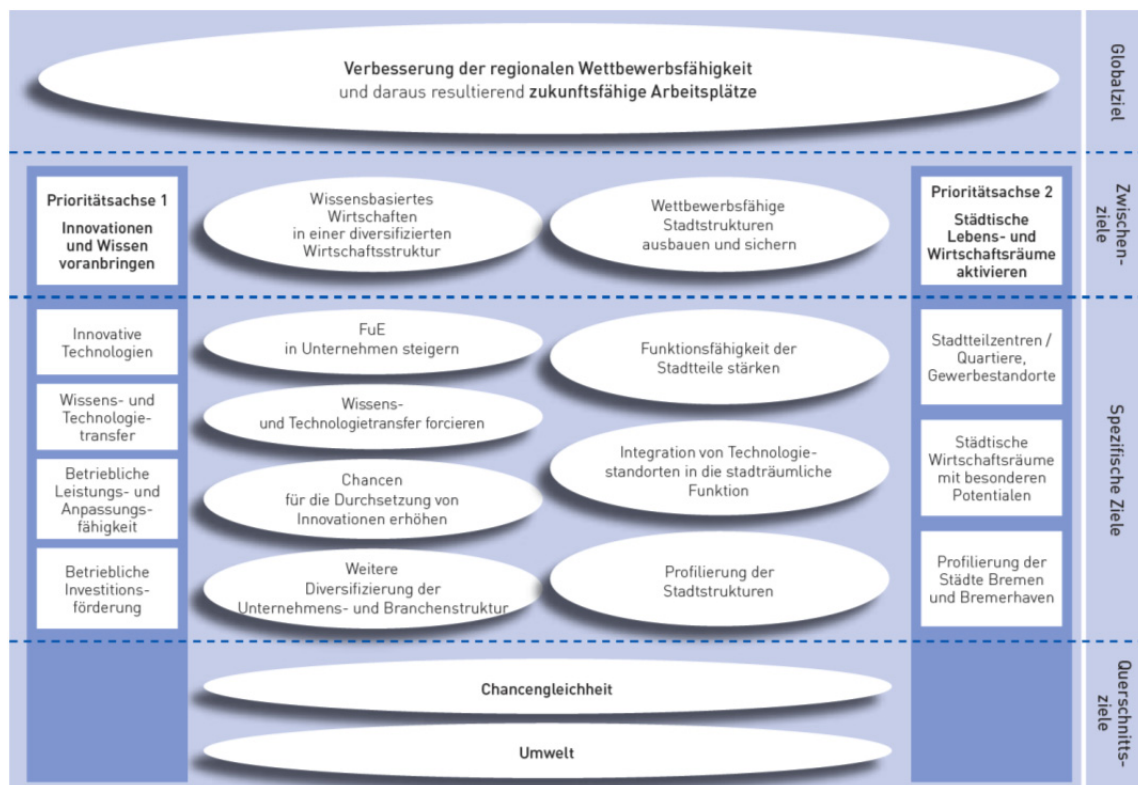 Verbesserung der regionalen Wettbewerbsfähigkeit
und daraus resultierend zukunftsfähige Arbeitsplätze
Globalziel
Prioritätsachse 1
Innovationen
und Wissen
voranbringen
Wissensbasiertes
Wirtschaften
in einer diversifizierten
Wirtschaftsstruktur
Wettbewerbsfähige
Stadtstrukturen
ausbauen und sichern
Prioritätsachse 2
Städtische
Lebens- und
Wirtschaftsräume
aktivieren
Zwischen-
ziele
Innovative
Technologien
Wissens- und
Technologie-
transfer
Betriebliche
Leistungs- und
Anpassungs-
fähigkeit
Betriebliche
Investitions-
förderung
FuE
in Unternehmen steigern
Wissens-
und Technologietransfer forcieren
Chancen
für die Durchsetzung von
Innovationen erhöhen
Weitere
Diversifizierung der
Unternehmens- und Branchenstruktur
Funktionsfähigkeit der
Stadtteile stärken
Integration von Technologie-
standorten in die stadträumliche
Funktion
Profilierung der
Stadtstrukturen
Stadtteilzentren /
Quartiere,
Gewerbestandorte
Städtische
Wirtschaftsräume
mit besonderen
Potentialen
Profilierung der
Städte Bremen
und Bremerhaven
Spezifische Ziele
Chancengleichheit
Umwelt
Querschnitts-
ziele